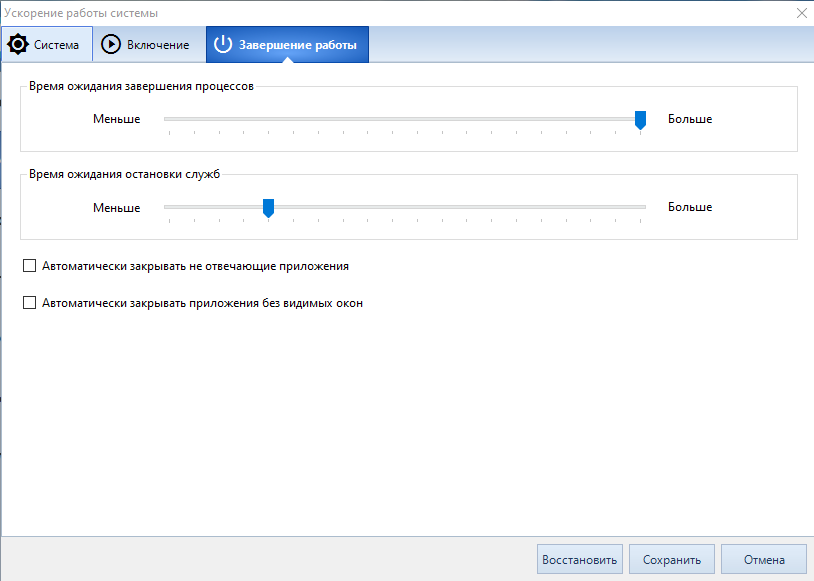 Ускорение работы системы
Система
Включение
Завершение работы
Время ожидания завершения процессов
Меньше
Больше
Время ожидания остановки служб
Меньше
Больше
Автоматически закрывать не отвечающие приложения
Автоматически закрывать приложения без видимых окон
Восстановить
Сохранить
Отмена